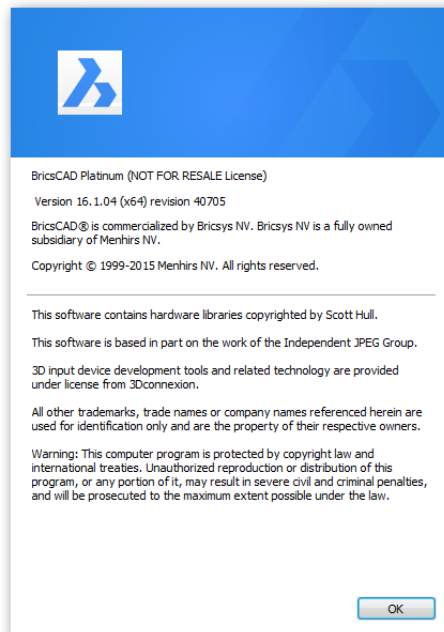 BricsCAD Platinum (NOT FOR RESALE License)
Version 16.1.04 (x64) revision 40705
BricsCAD® is commercialized by Bricsys NV. Bricsys NV is a fully owned
subsidiary of Menhirs NV.
Copyright © 1999-2015 Menhirs NV. All rights reserved.
This software contains hardware libraries copyrighted by Scott Hull.
This software is based in part on the work of the Independent JPEG Group.
3D input device development tools and related technology are provided
under license from 3Dconnexion.
All other trademarks, trade names or company names referenced herein are
used for identification only and are the property of their respective owners.
Warning: This computer program is protected by copyright law and
international treaties. Unauthorized reproduction or distribution of this
program, or any portion of it, may result in severe civil and criminal penalties,
and will be prosecuted to the maximum extent possible under the law.
OK